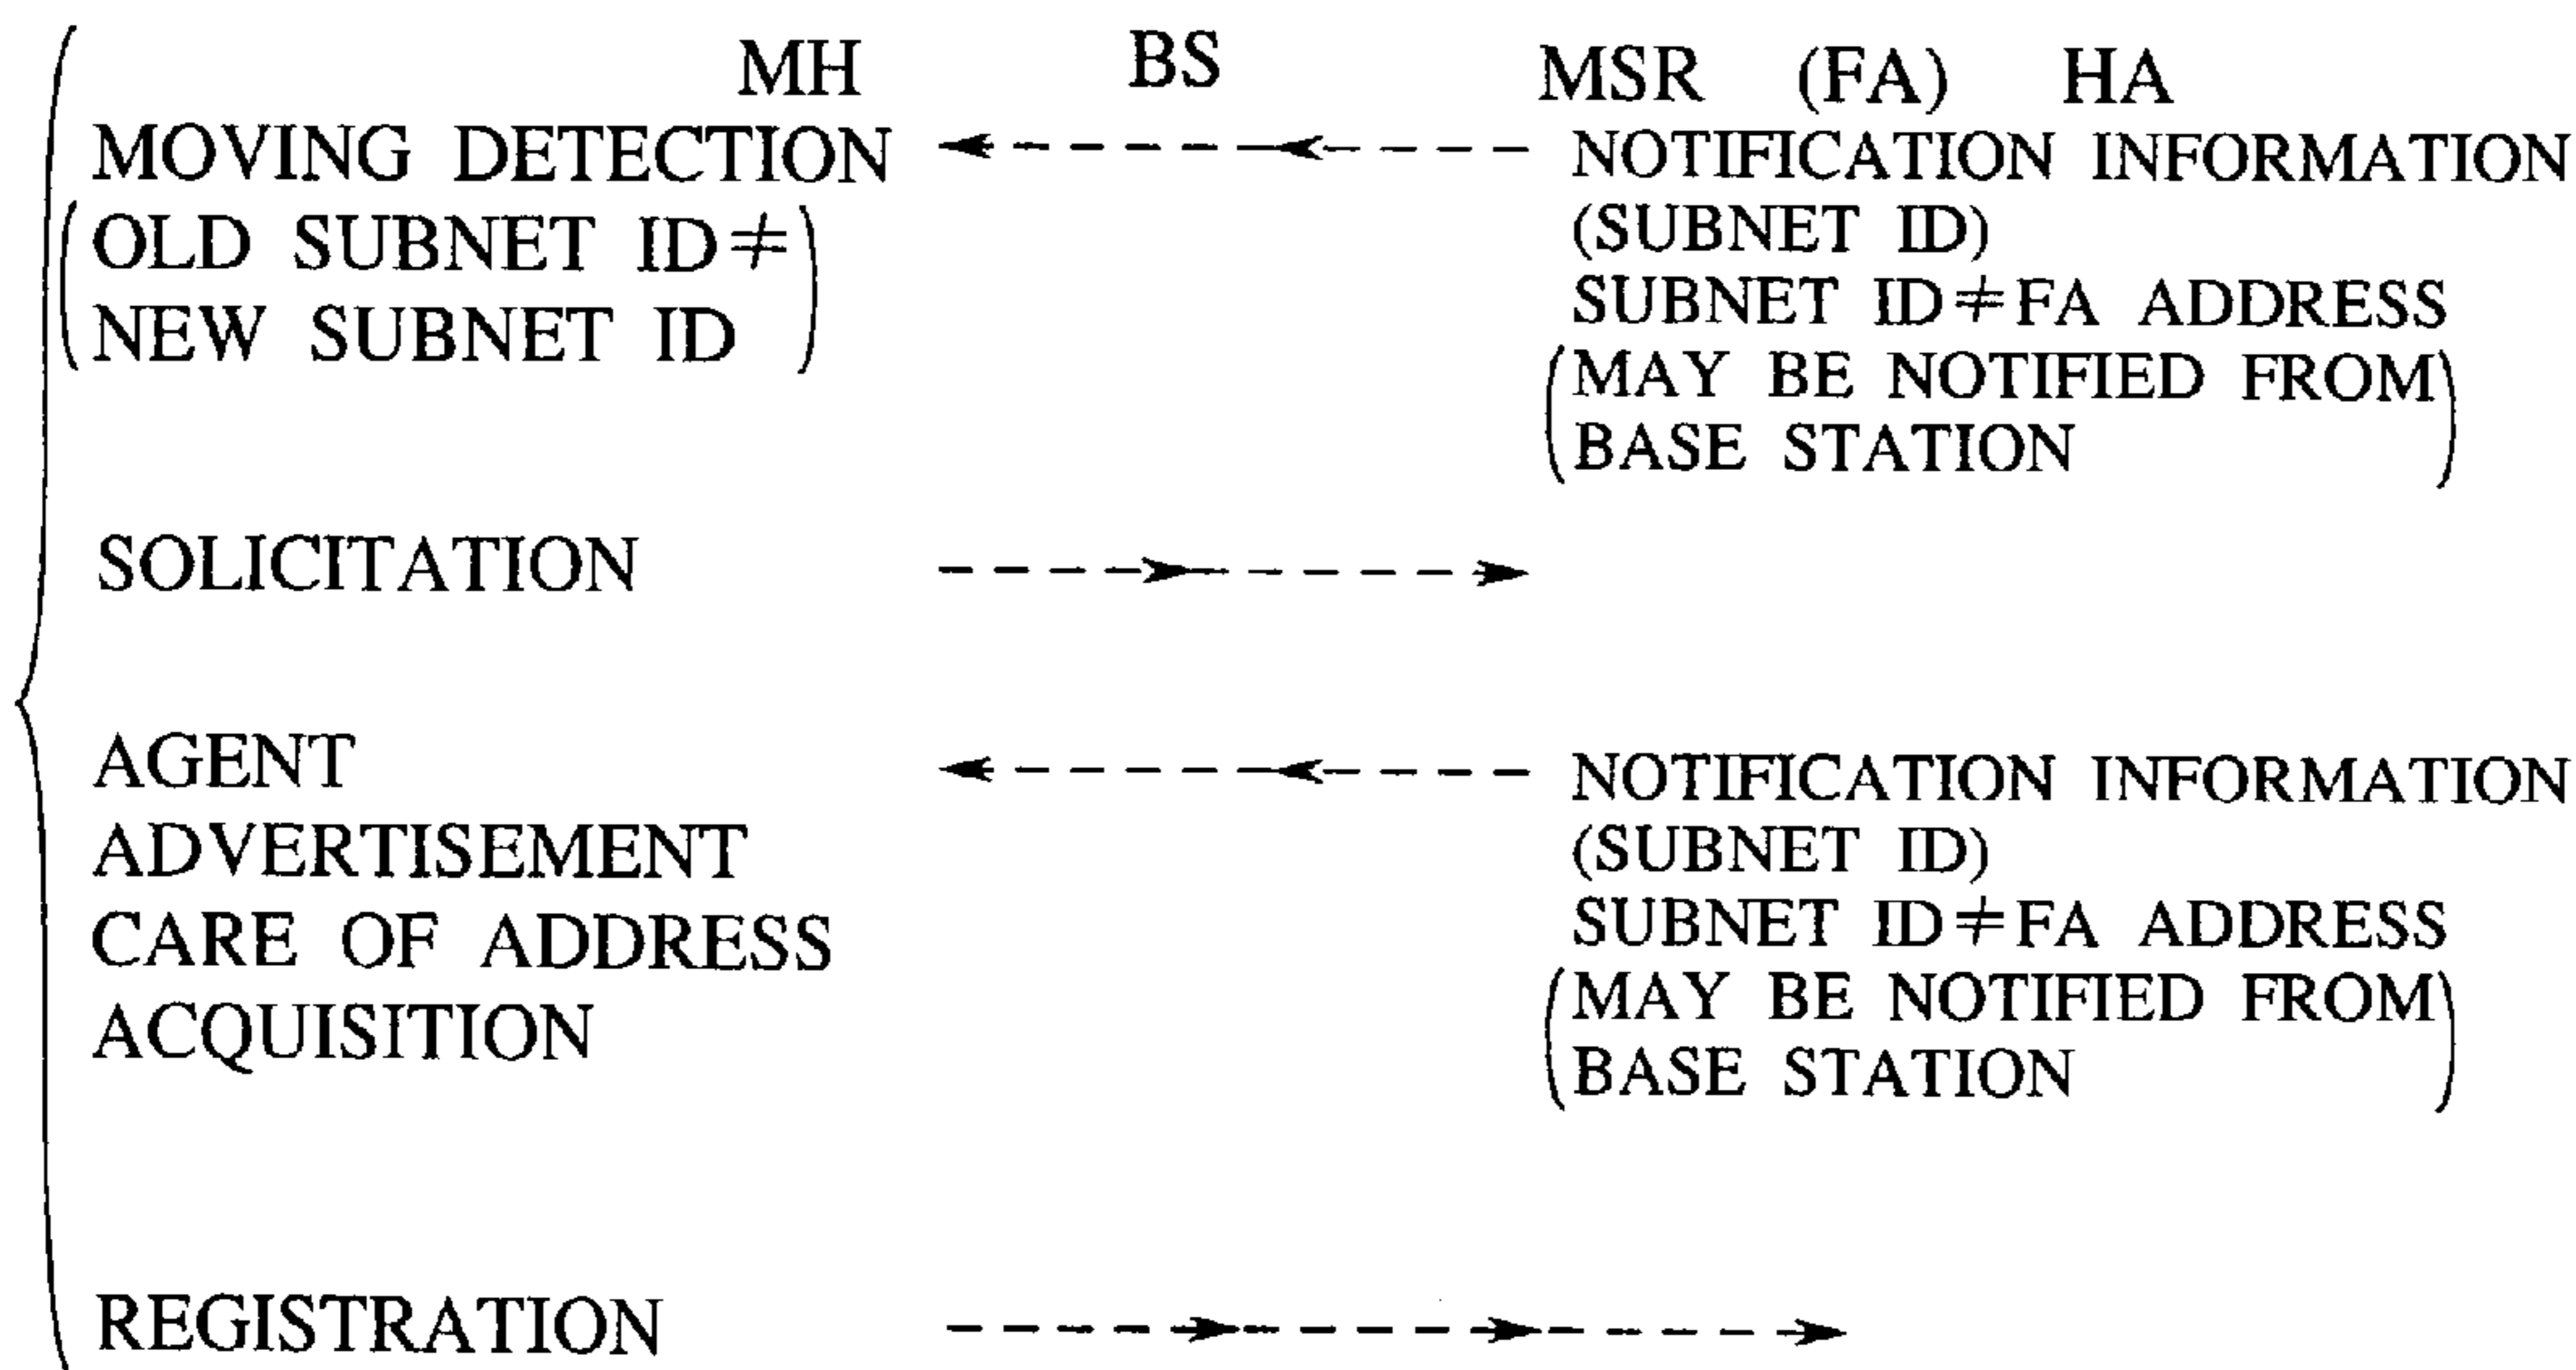 MH BS MSR (FA) HA
MOVING DETECTION NOTIFICATION INFORMATION
(OLD SUBNET ID≠ (SUBNET ID)
NEW SUBNET ID) SUBNET ID≠FA ADDRESS
(MAY BE NOTIFIED FROM
BASE STATION)
SOLICITATION
AGENT NOTIFICATION INFORMATION
ADVERTISEMENT (SUBNET ID)
CARE OF ADDRESS SUBNET ID≠FA ADDRESS
ACQUISITION (MAY BE NOTIFIED FROM
BASE STATION)
REGISTRATION